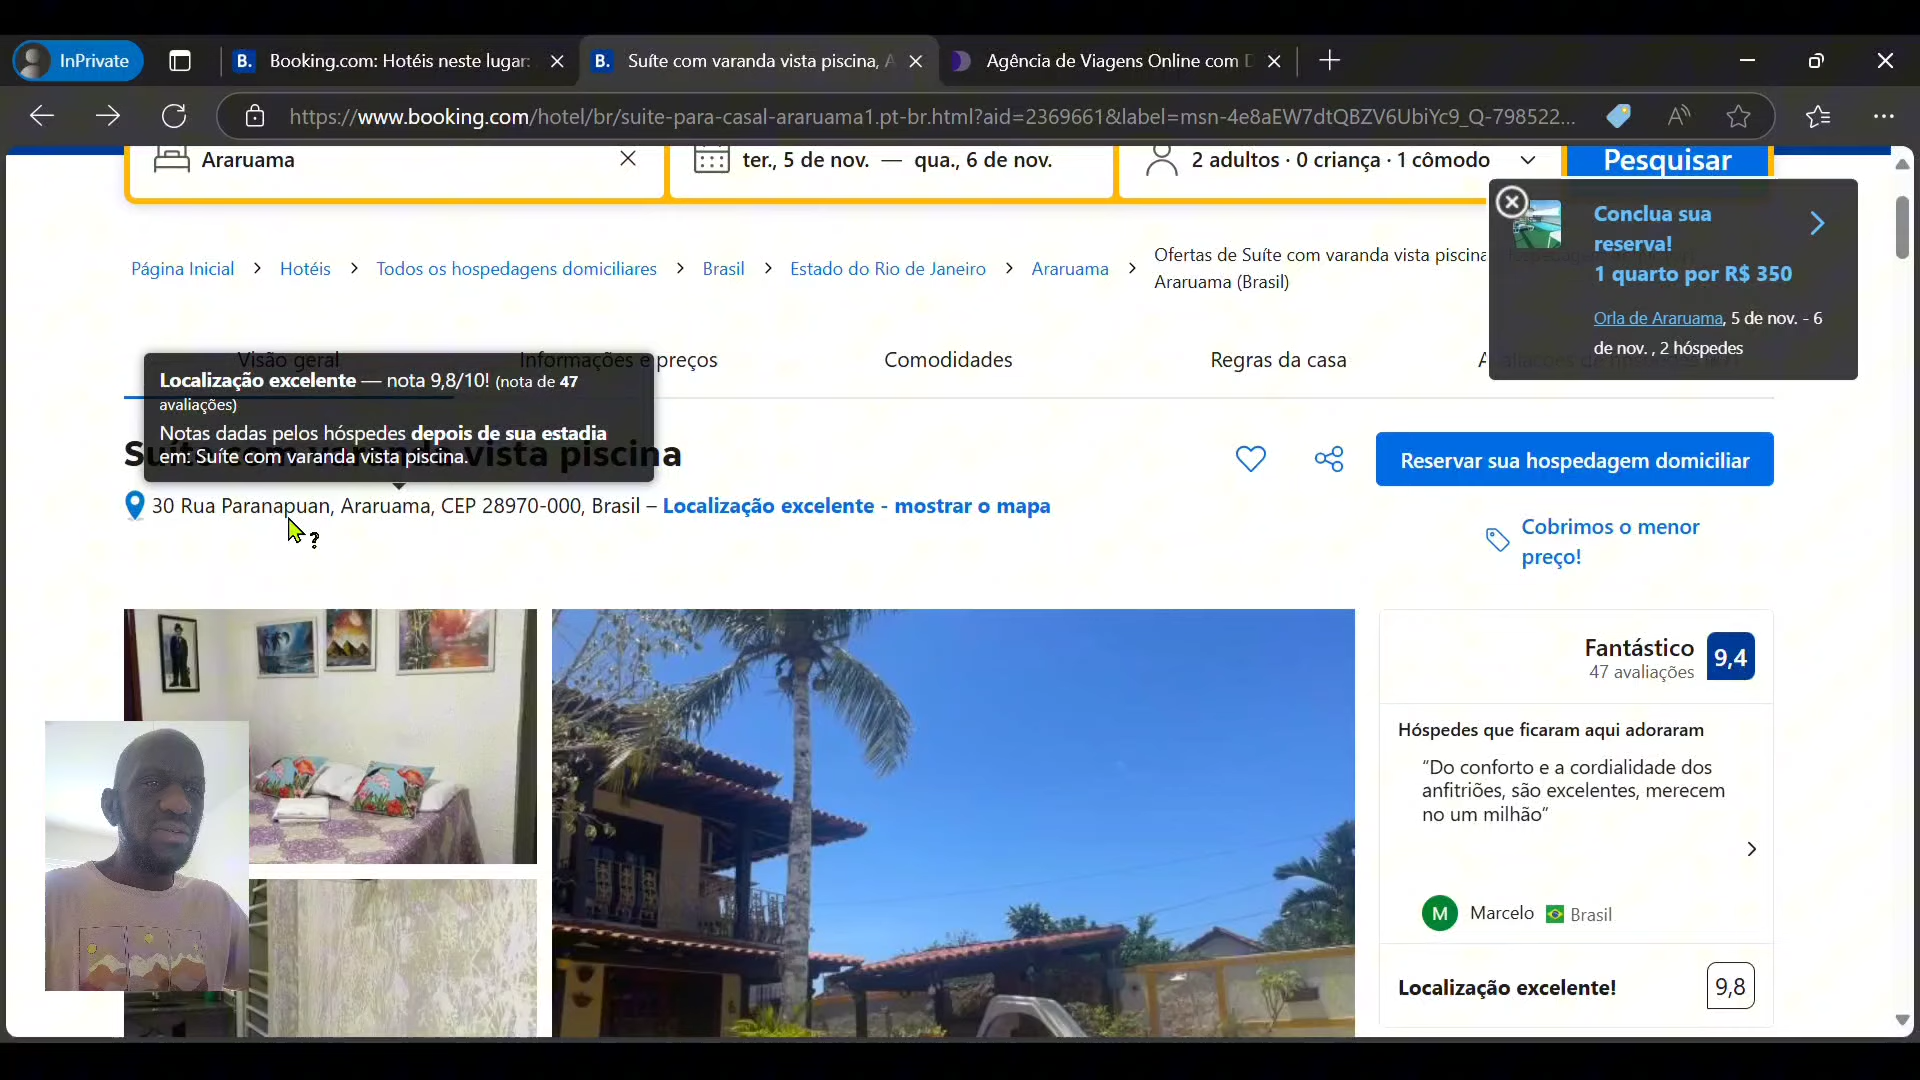 InPrivate
Booking.com: Hotéis neste lugar:
Suíte com varanda vista piscina, A
Agência de Viagens Online com D
https://www.booking.com/hotel/br/suite-para-casal-araruama1.pt-br.html?aid=2369661&label=msn-4e8aEW7dtQBZV6UbiYc9_Q-798522...
Araruama
ter., 5 de nov. — qua., 6 de nov.
2 adultos · 0 criança · 1 cômodo
Pesquisar
Conclua sua
reserva!
1 quarto por R$ 350
Orla de Araruama, 5 de nov. - 6
de nov. , 2 hóspedes
Página Inicial > Hotéis > Todos os hospedagens domiciliares > Brasil > Estado do Rio de Janeiro > Araruama >
Ofertas de Suíte com varanda vista piscina
Araruama (Brasil)
Visão geral
Informações e preços
Comodidades
Regras da casa
Localização excelente — nota 9,8/10! (nota de 47
avaliações)
Notas dadas pelos hóspedes depois de sua estadia
em: Suíte com varanda vista piscina.
Suíte com varanda vista piscina
Reservar sua hospedagem domiciliar
30 Rua Paranapuan, Araruama, CEP 28970-000, Brasil – Localização excelente - mostrar o mapa
Cobrimos o menor
preço!
Fantástico
9,4
47 avaliações
Hóspedes que ficaram aqui adoraram
“Do conforto e a cordialidade dos
anfitriões, são excelentes, merecem
no um milhão”
M
Marcelo
Brasil
Localização excelente!
9,8